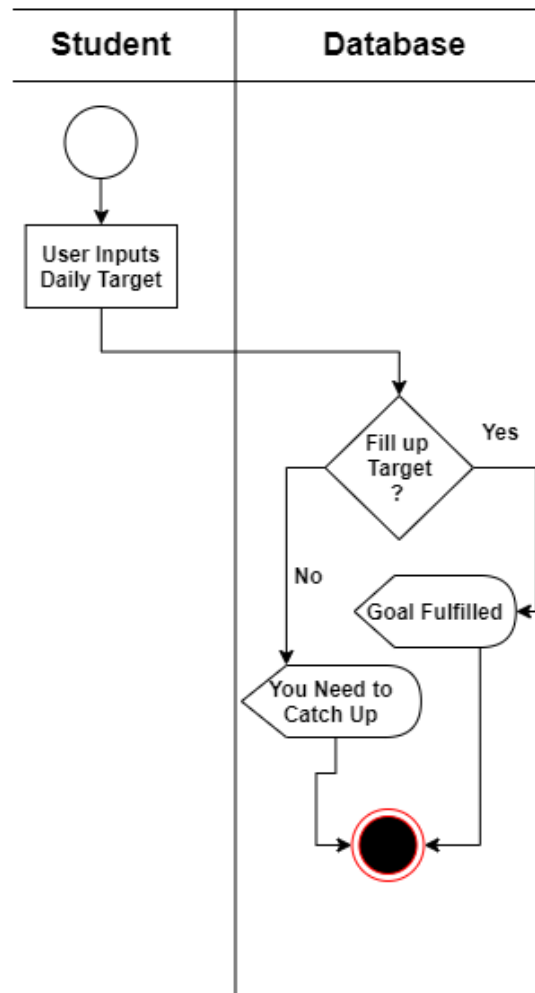 Student
Database
User Inputs
Daily Target
Fill up
Target
?
Yes
No
Goal Fulfilled
You Need to
Catch Up